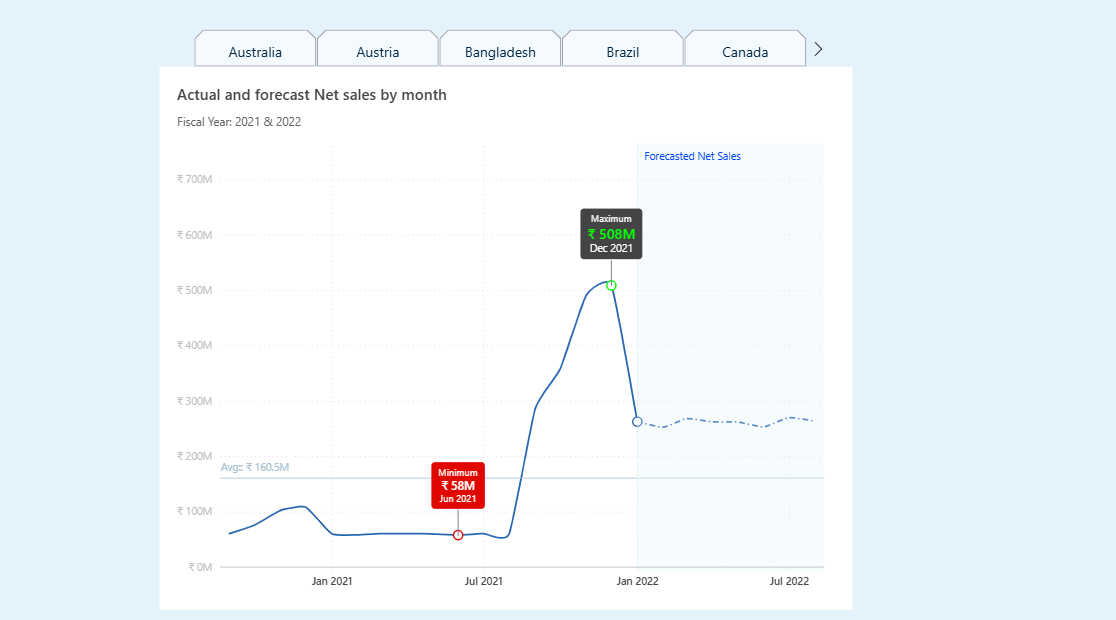 Australia Austria Bangladesh Brazil Canada
Actual and forecast Net sales by month
Fiscal Year: 2021 & 2022
Forecasted Net Sales
₹ 700M
Maximum
₹ 508M
Dec 2021
₹ 600M
₹ 500M
₹ 400M
₹ 300M
₹ 200M
Avg:: ₹ 160.5M
Minimum
₹ 58M
Jun 2021
₹ 100M
₹ 0M
Jan 2021 Jul 2021 Jan 2022 Jul 2022